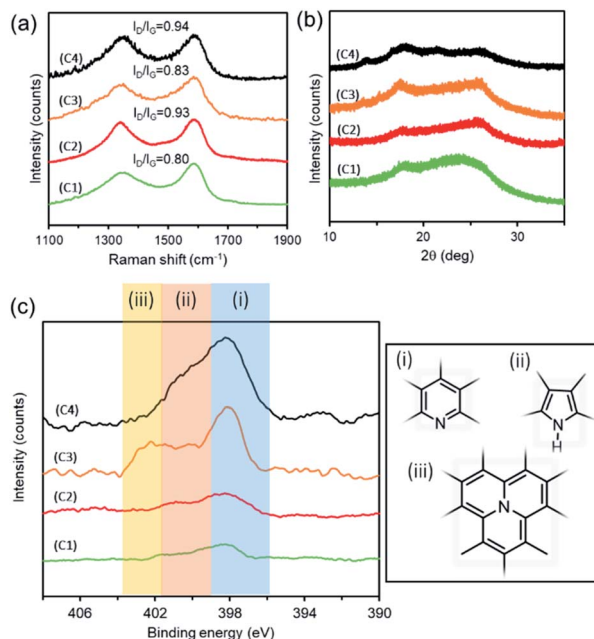 (a)
I_D/I_G=0.94
(C4)
I_D/I_G=0.83
(C3)
I_D/I_G=0.93
(C2)
I_D/I_G=0.80
(C1)
Intensity (counts)
1100 1300 1500 1700 1900
Raman shift (cm⁻¹)
(b)
(C4)
(C3)
(C2)
(C1)
Intensity (counts)
10 20 30
2θ (deg)
(c)
(iii) (ii) (i)
(C4)
(C3)
(C2)
(C1)
Intensity (counts)
406 402 398 394 390
Binding energy (eV)
(i)
N
(ii)
N
H
(iii)
N